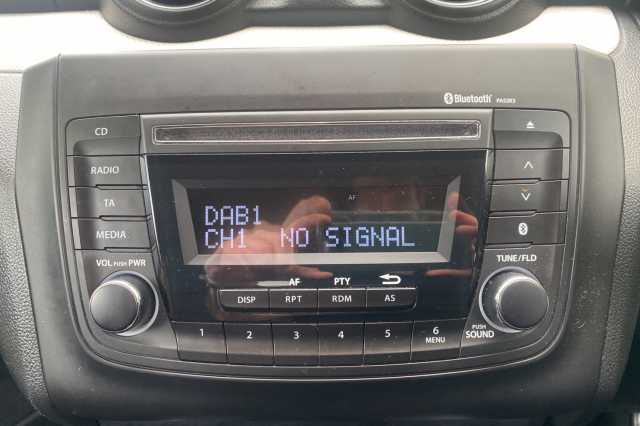 Bluetooth PA02R3
CD
RADIO
TA
MEDIA
AF
DAB1
CH1 NO SIGNAL
VOL PUSH PWR
TUNE/FLD
AF PTY
DISP RPT RDM AS
1 2 3 4 5 6
MENU
PUSH
SOUND